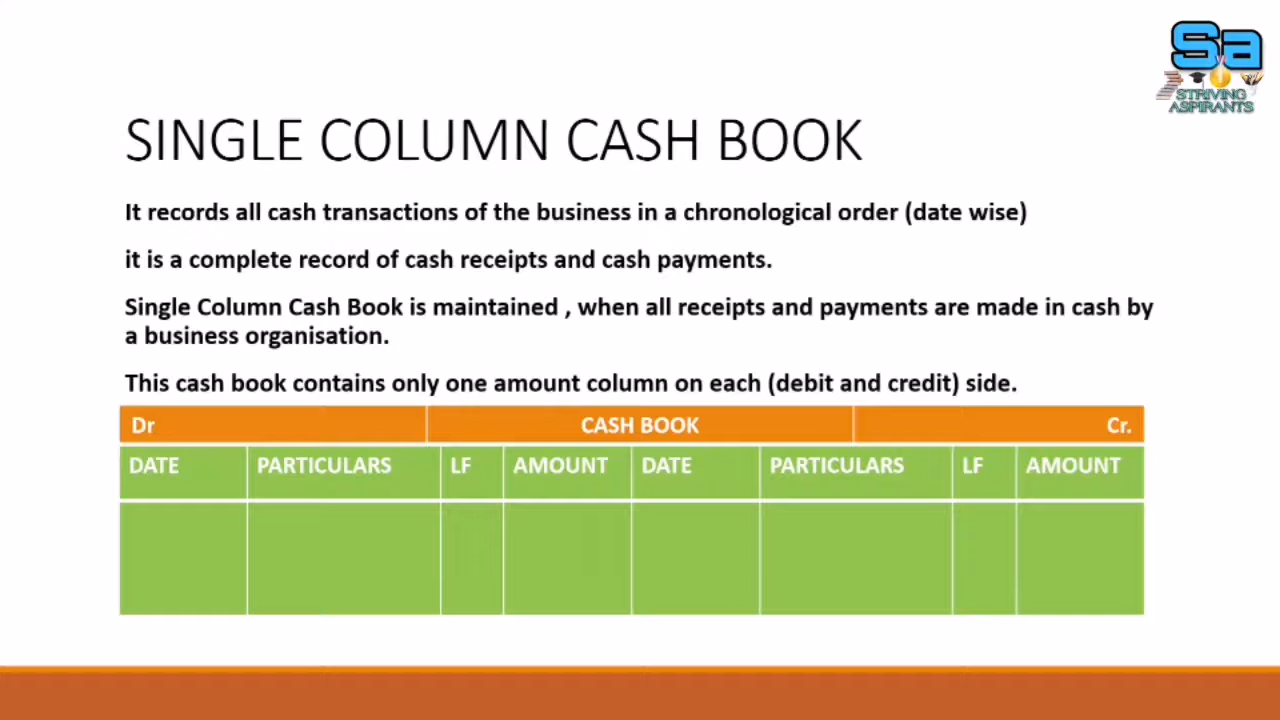 Sa
STRIVING
ASPIRANTS
SINGLE COLUMN CASH BOOK
It records all cash transactions of the business in a chronological order (date wise)
it is a complete record of cash receipts and cash payments.
Single Column Cash Book is maintained , when all receipts and payments are made in cash by
a business organisation.
This cash book contains only one amount column on each (debit and credit) side.
Dr CASH BOOK Cr.
DATE PARTICULARS LF AMOUNT DATE PARTICULARS LF AMOUNT